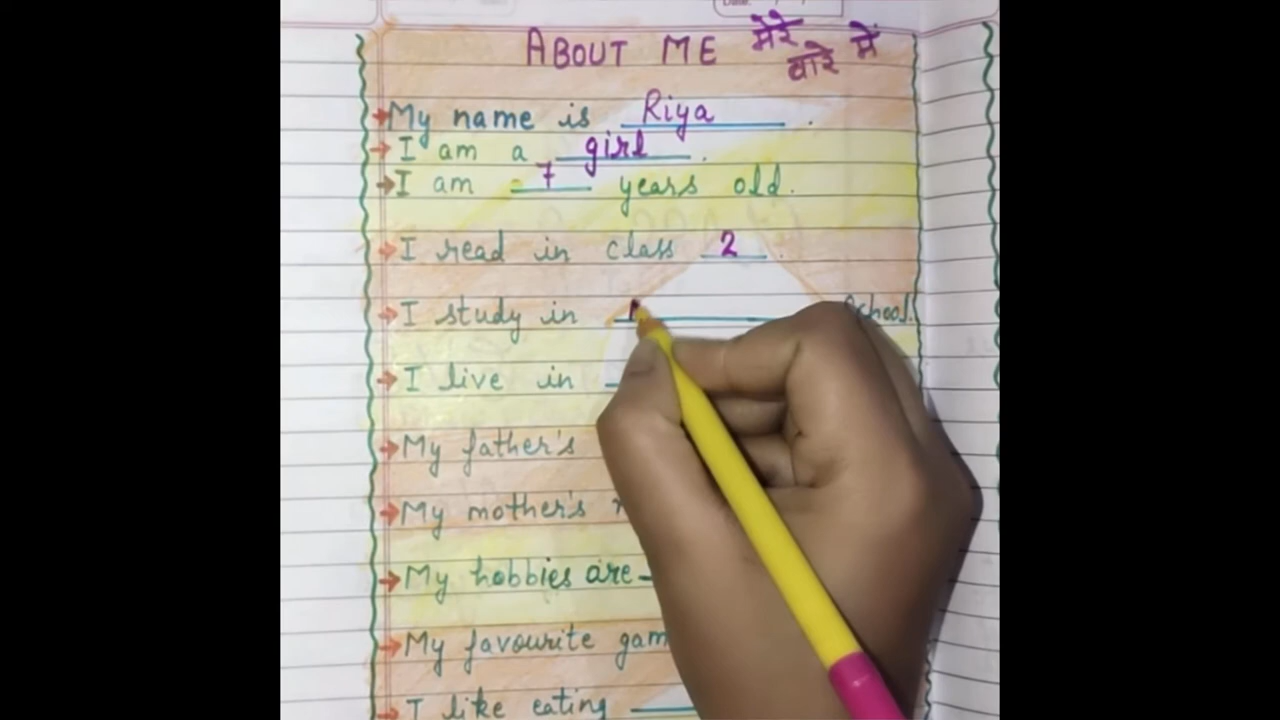 ABOUT ME मेरे बारे में
My name is Riya.
I am a girl.
I am 7 years old.
I read in class 2.
I study in School.
I live in
My father's
My mother's
My hobbies are
My favourite
I like eating